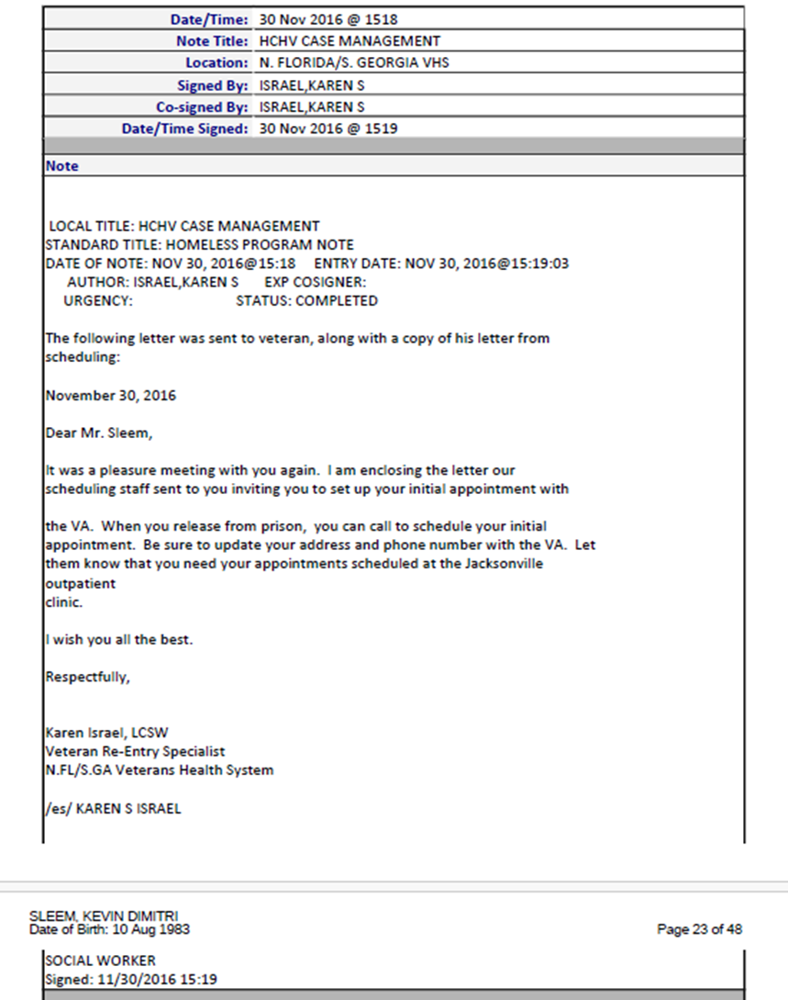 Date/Time: 30 Nov 2016 @ 1518
Note Title: HCHV CASE MANAGEMENT
Location: N. FLORIDA/S. GEORGIA VHS
Signed By: ISRAEL,KAREN S
Co-signed By: ISRAEL,KAREN S
Date/Time Signed: 30 Nov 2016 @ 1519
Note
LOCAL TITLE: HCHV CASE MANAGEMENT
STANDARD TITLE: HOMELESS PROGRAM NOTE
DATE OF NOTE: NOV 30, 2016@15:18 ENTRY DATE: NOV 30, 2016@15:19:03
AUTHOR: ISRAEL,KAREN S EXP COSIGNER:
URGENCY: STATUS: COMPLETED
The following letter was sent to veteran, along with a copy of his letter from
scheduling:
November 30, 2016
Dear Mr. Sleem,
It was a pleasure meeting with you again. I am enclosing the letter our
scheduling staff sent to you inviting you to set up your initial appointment with
the VA. When you release from prison, you can call to schedule your initial
appointment. Be sure to update your address and phone number with the VA. Let
them know that you need your appointments scheduled at the Jacksonville
outpatient
clinic.
I wish you all the best.
Respectfully,
Karen Israel, LCSW
Veteran Re-Entry Specialist
N.FL/S.GA Veterans Health System
/es/ KAREN S ISRAEL
SLEEM, KEVIN DIMITRI
Date of Birth: 10 Aug 1983
Page 23 of 48
SOCIAL WORKER
Signed: 11/30/2016 15:19